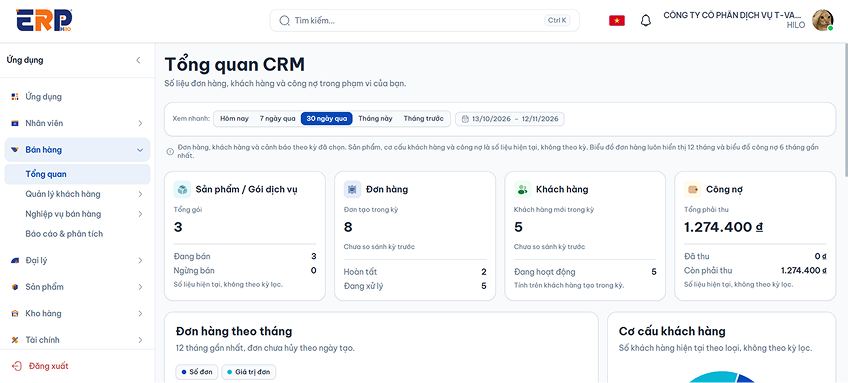 ERP
HILO
Tìm kiếm...
Ctrl K
CÔNG TY CỔ PHẦN DỊCH VỤ T-VA...
HILO
Ứng dụng
Ứng dụng
Nhân viên
Bán hàng
Tổng quan
Quản lý khách hàng
Nghiệp vụ bán hàng
Báo cáo & phân tích
Đại lý
Sản phẩm
Kho hàng
Tài chính
Đăng xuất
Tổng quan CRM
Số liệu đơn hàng, khách hàng và công nợ trong phạm vi của bạn.
Xem nhanh: Hôm nay 7 ngày qua 30 ngày qua Tháng này Tháng trước 13/10/2026 - 12/11/2026
Đơn hàng, khách hàng và cảnh báo theo kỳ đã chọn. Sản phẩm, cơ cấu khách hàng và công nợ là số liệu hiện tại, không theo kỳ. Biểu đồ đơn hàng luôn hiển thị 12 tháng và biểu đồ công nợ 6 tháng gần
nhất.
Sản phẩm / Gói dịch vụ
Tổng gói
3
Đang bán 3
Ngừng bán 0
Số liệu hiện tại, không theo kỳ lọc.
Đơn hàng
Đơn tạo trong kỳ
8
Chưa so sánh kỳ trước
Hoàn tất 2
Đang xử lý 5
Khách hàng
Khách hàng mới trong kỳ
5
Chưa so sánh kỳ trước
Đang hoạt động 5
Tính trên khách hàng tạo trong kỳ.
Công nợ
Tổng phải thu
1.274.400 đ
Đã thu 0 đ
Còn phải thu 1.274.400 đ
Số liệu hiện tại, không theo kỳ lọc.
Đơn hàng theo tháng
12 tháng gần nhất, đơn chưa hủy theo ngày tạo.
Số đơn
Giá trị đơn
Cơ cấu khách hàng
Số khách hàng hiện tại theo loại, không theo kỳ lọc.